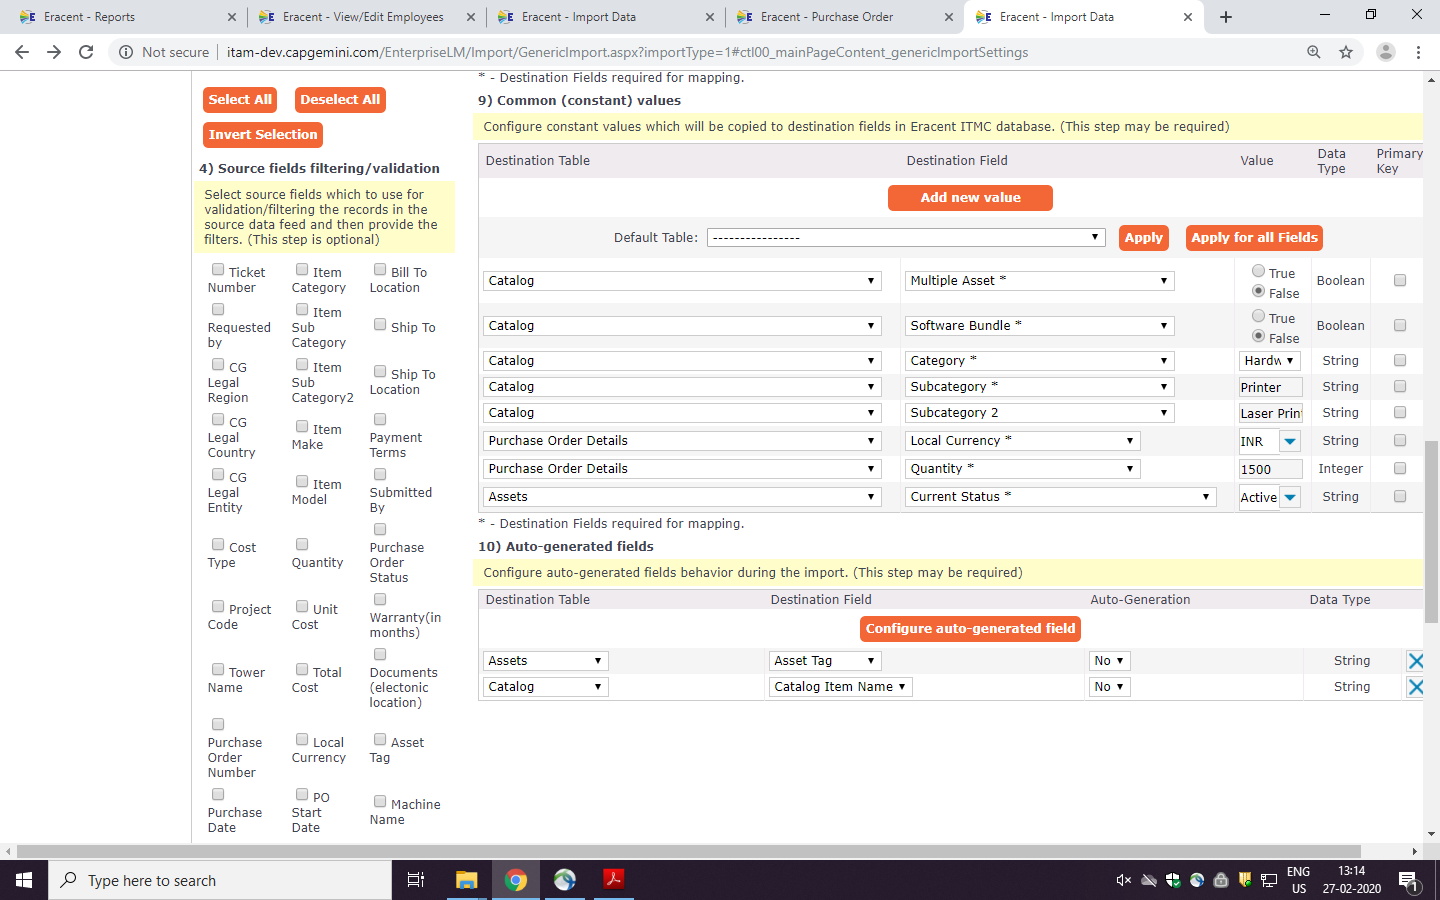 Eracent - Reports
Eracent - View/Edit Employees
Eracent - Import Data
Eracent - Purchase Order
Eracent - Import Data
Not secure | itam-dev.capgemini.com/EnterpriseLM/Import/GenericImport.aspx?importType=1#ctl00_mainPageContent_genericImportSettings
Select All
Deselect All
Invert Selection
4) Source fields filtering/validation
Select source fields which to use for
validation/filtering the records in the
source data feed and then provide the
filters. (This step is optional)
Ticket Number
Item Category
Bill To Location
Requested by
Item Sub Category
Ship To
CG Legal Region
Item Sub Category2
Ship To Location
CG Legal Country
Item Make
Payment Terms
CG Legal Entity
Item Model
Submitted By
Cost Type
Quantity
Purchase Order Status
Project Code
Unit Cost
Warranty(in months)
Tower Name
Total Cost
Documents (electonic location)
Purchase Order Number
Local Currency
Asset Tag
Purchase Date
PO Start Date
Machine Name
* - Destination Fields required for mapping.
9) Common (constant) values
Configure constant values which will be copied to destination fields in Eracent ITMC database. (This step may be required)
Destination Table Destination Field Value Data Type Primary Key
Add new value
Default Table: ---------------- Apply Apply for all Fields
Catalog Multiple Asset * True False Boolean
Catalog Software Bundle * True False Boolean
Catalog Category * Hardw String
Catalog Subcategory * Printer String
Catalog Subcategory 2 Laser Prin String
Purchase Order Details Local Currency * INR String
Purchase Order Details Quantity * 1500 Integer
Assets Current Status * Active String
* - Destination Fields required for mapping.
10) Auto-generated fields
Configure auto-generated fields behavior during the import. (This step may be required)
Destination Table Destination Field Auto-Generation Data Type
Configure auto-generated field
Assets Asset Tag No String
Catalog Catalog Item Name No String
Type here to search
ENG
US
13:14
27-02-2020
1